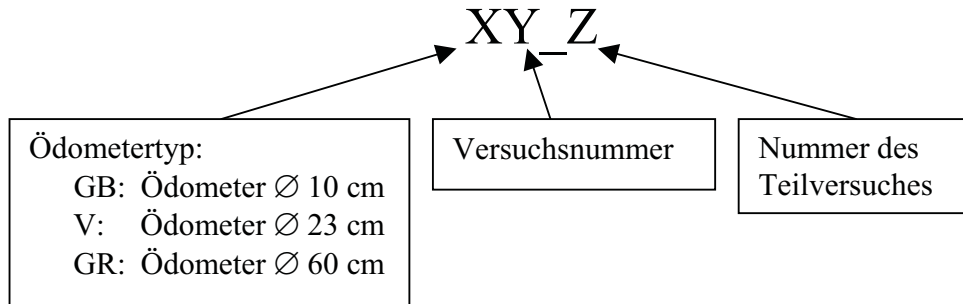 XY_Z
Ödometertyp:
GB: Ödometer ∅ 10 cm
V: Ödometer ∅ 23 cm
GR: Ödometer ∅ 60 cm
Versuchsnummer
Nummer des
Teilversuches